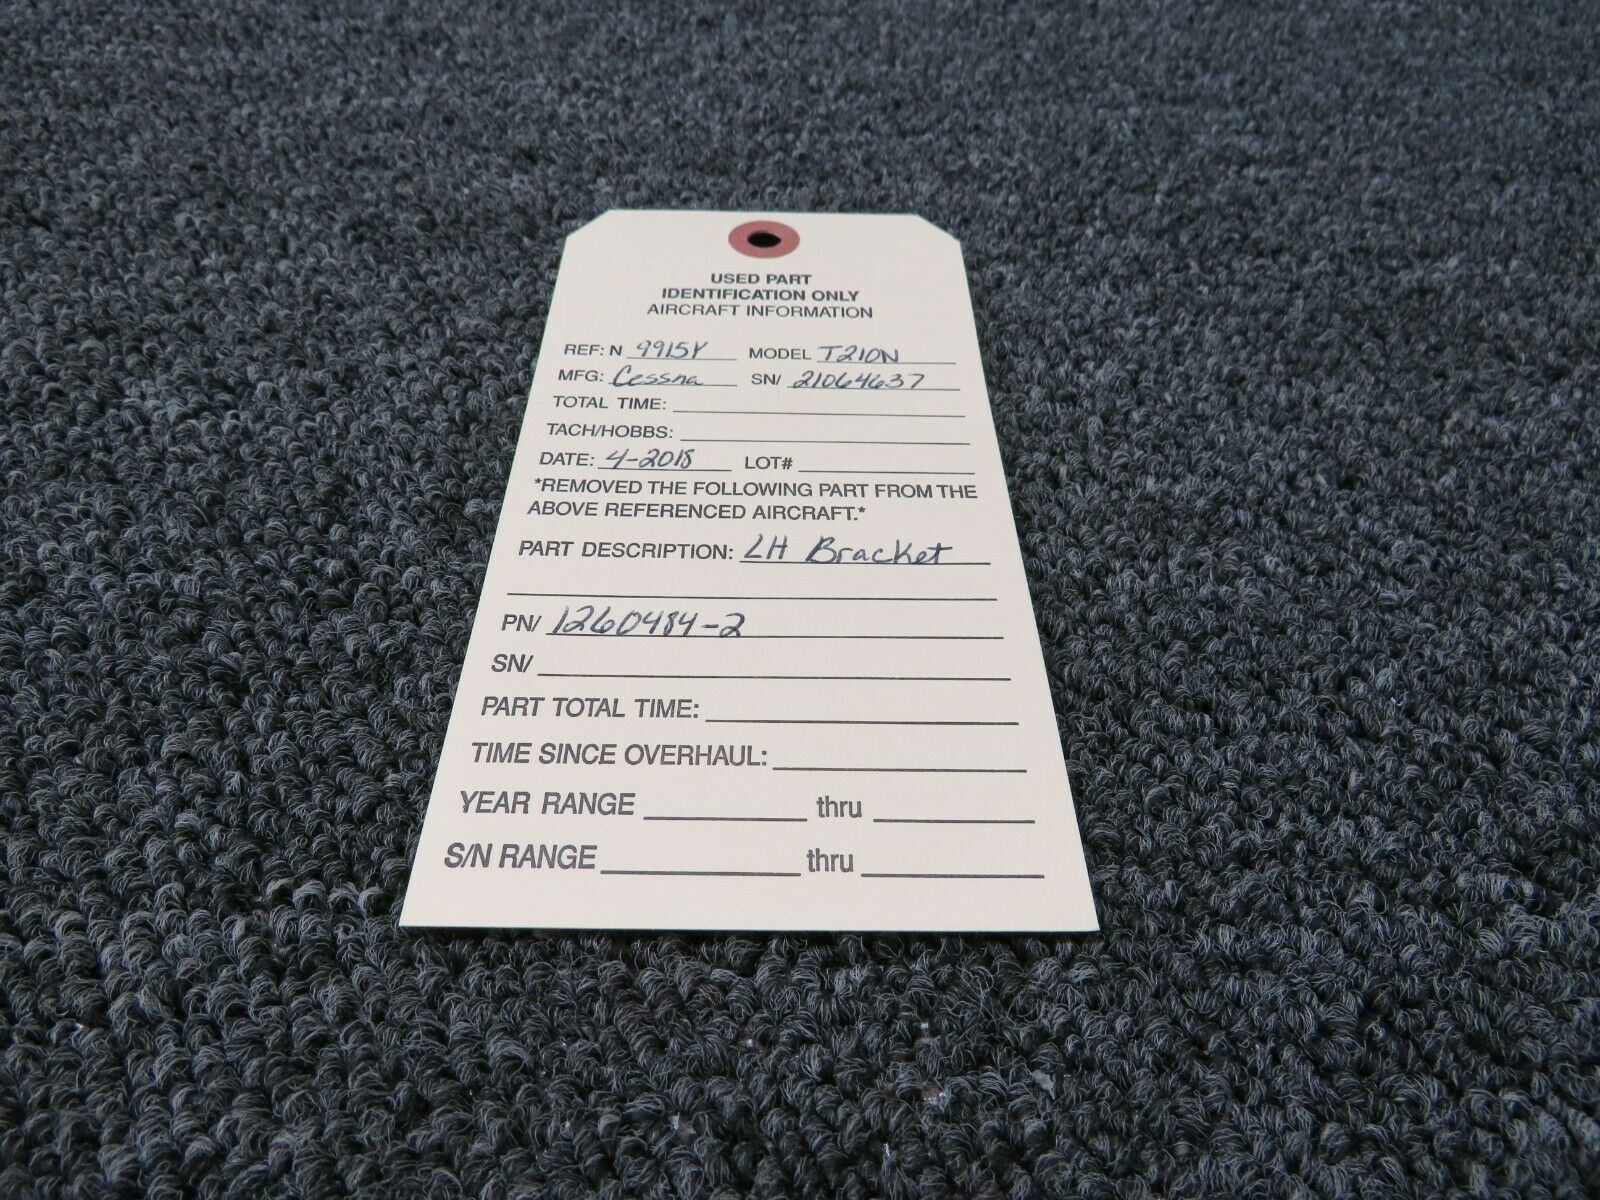 USED PART
IDENTIFICATION ONLY
AIRCRAFT INFORMATION
REF: N 9915Y MODEL T210N
MFG: Cessna SN/ 21064637
TOTAL TIME:
TACH/HOBBS:
DATE: 4-2018 LOT#
*REMOVED THE FOLLOWING PART FROM THE
ABOVE REFERENCED AIRCRAFT.*
PART DESCRIPTION: LH Bracket
PN/ 1260484-2
SN/
PART TOTAL TIME:
TIME SINCE OVERHAUL:
YEAR RANGE thru
S/N RANGE thru